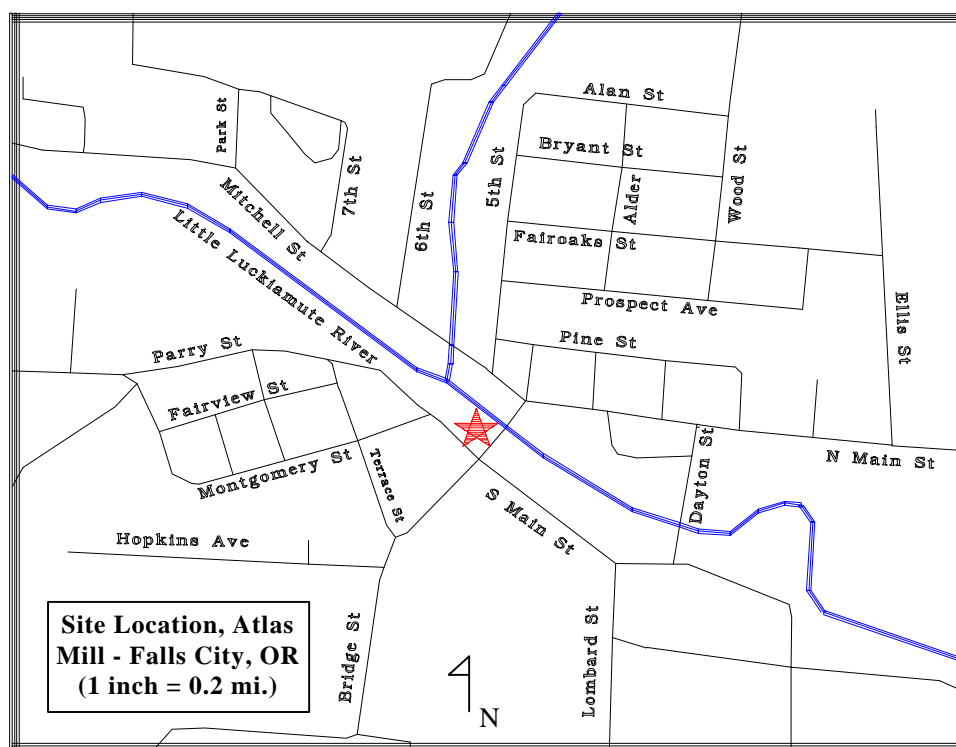 Alan St
Bryant St
Park St
7th St
5th St
Wood St
Alder
Mitchell St
6th St
Little Luckiamute River
Fairoaks St
Prospect Ave
Ellis St
Pine St
Parry St
Fairview St
Montgomery St
Terrace St
Dayton St
N Main St
S Main St
Hopkins Ave
Bridge St
Lombard St
Site Location, Atlas
Mill - Falls City, OR
(1 inch = 0.2 mi.)
N